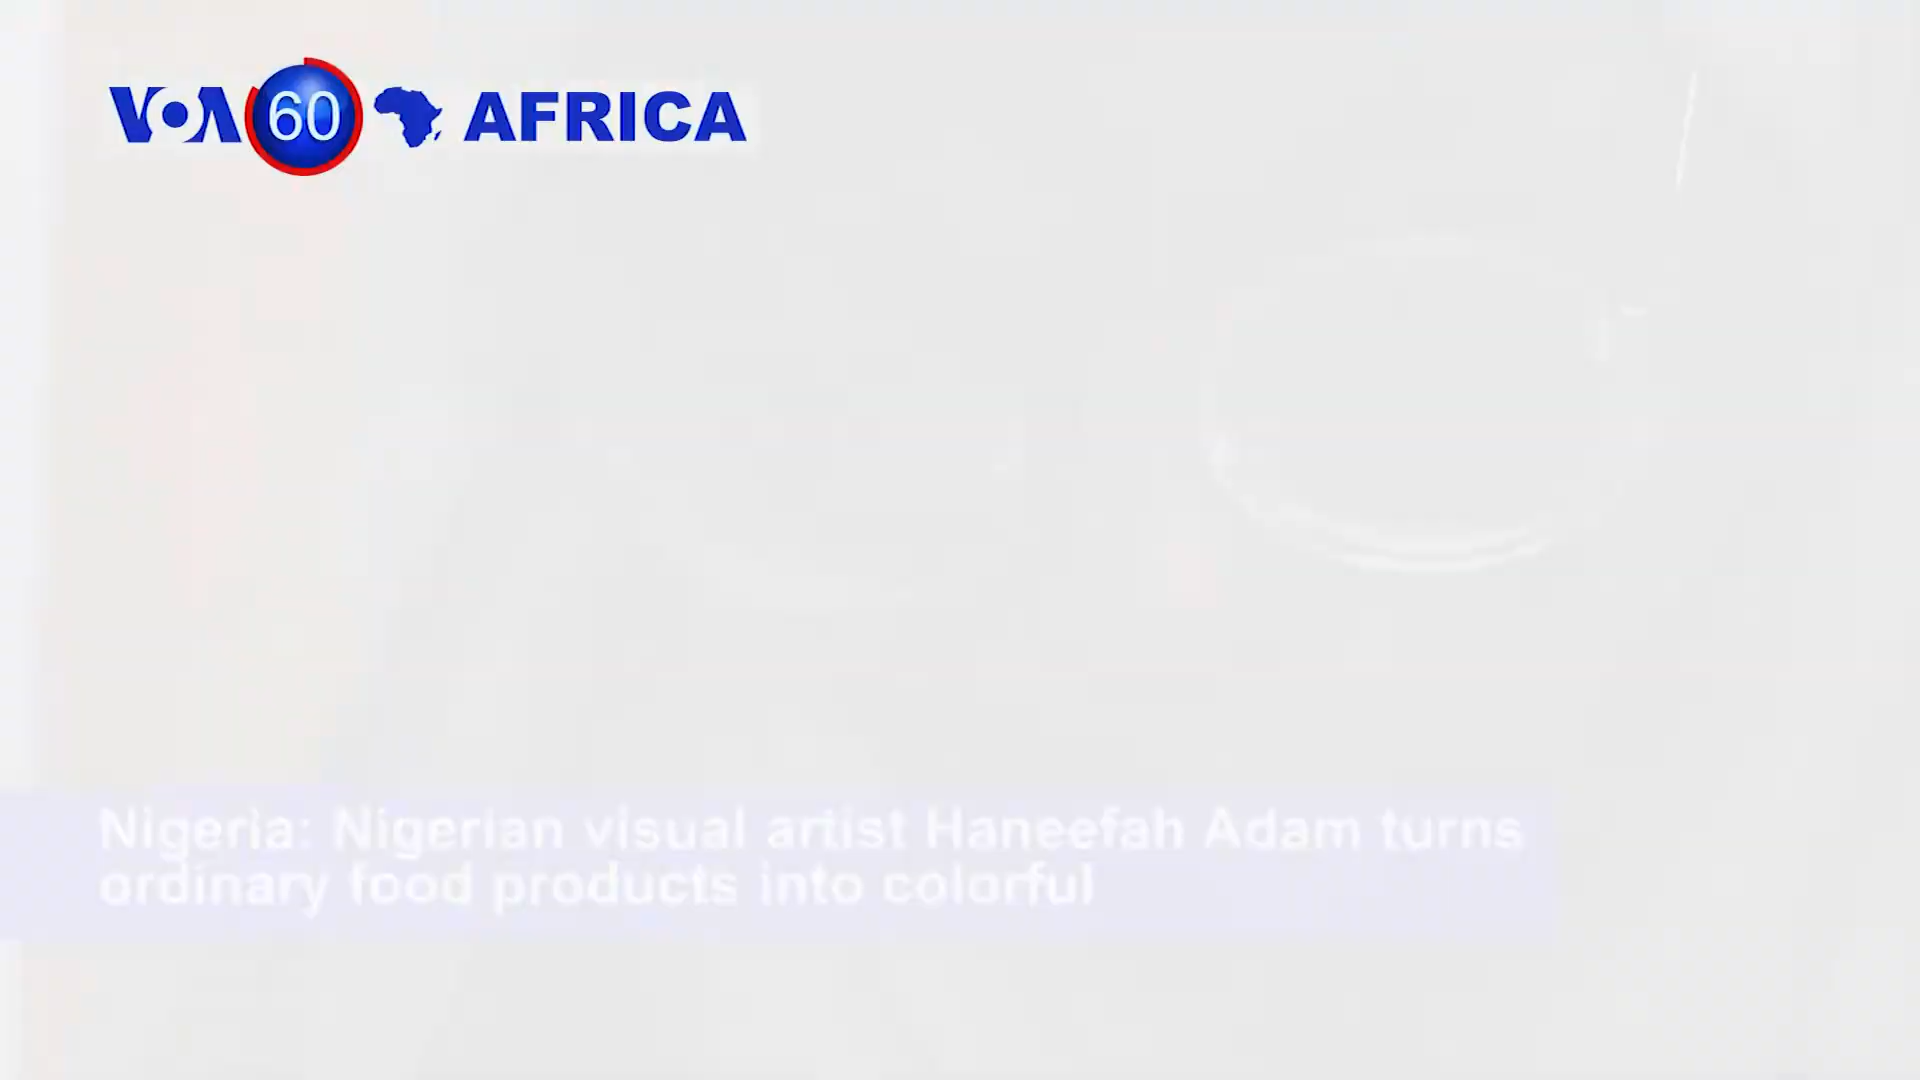 VOA 60 AFRICA
Nigeria: Nigerian visual artist Haneefah Adam turns
ordinary food products into colorful